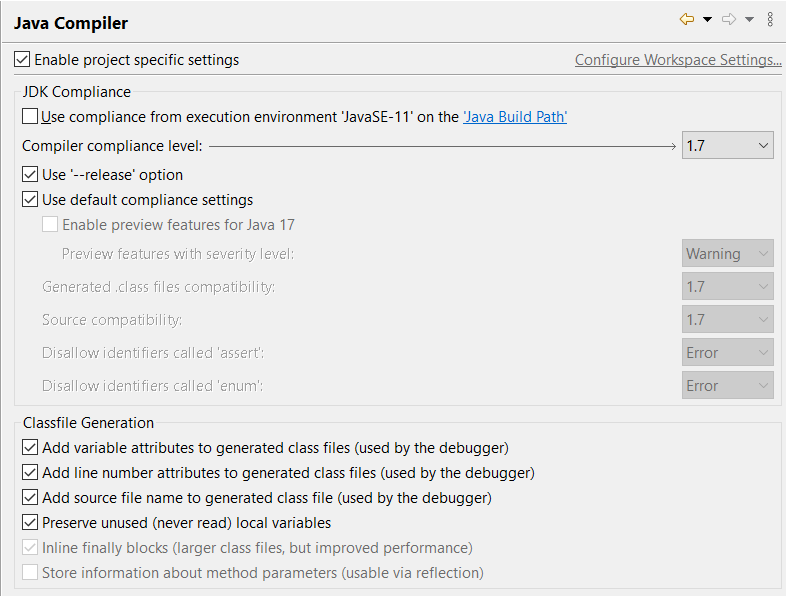 Java Compiler
Enable project specific settings
Configure Workspace Settings...
JDK Compliance
Use compliance from execution environment 'JavaSE-11' on the 'Java Build Path'
Compiler compliance level:
1.7
Use '--release' option
Use default compliance settings
Enable preview features for Java 17
Preview features with severity level:
Warning
Generated .class files compatibility:
1.7
Source compatibility:
1.7
Disallow identifiers called 'assert':
Error
Disallow identifiers called 'enum':
Error
Classfile Generation
Add variable attributes to generated class files (used by the debugger)
Add line number attributes to generated class files (used by the debugger)
Add source file name to generated class file (used by the debugger)
Preserve unused (never read) local variables
Inline finally blocks (larger class files, but improved performance)
Store information about method parameters (usable via reflection)